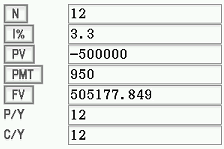 N 12
I% 3.3
PV -500000
PMT 950
FV 505177.849
P/Y 12
C/Y 12